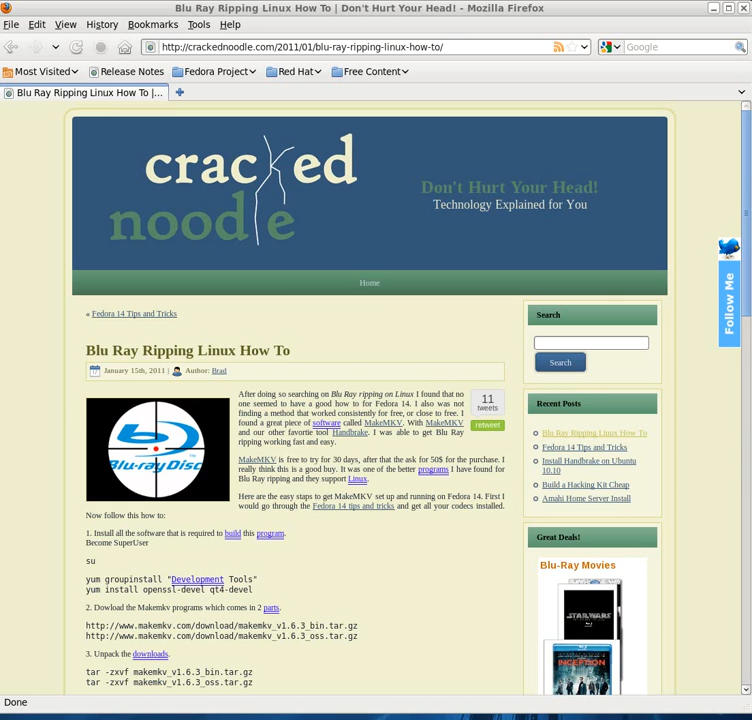 Blu Ray Ripping Linux How To | Don't Hurt Your Head! - Mozilla Firefox
File Edit View History Bookmarks Tools Help
http://crackednoodle.com/2011/01/blu-ray-ripping-linux-how-to/
Google
Most Visited Release Notes Fedora Project Red Hat Free Content
Blu Ray Ripping Linux How To |...
cracked
noodle
Don't Hurt Your Head!
Technology Explained for You
Follow Me
Home
« Fedora 14 Tips and Tricks
Blu Ray Ripping Linux How To
January 15th, 2011 | Author: Brad
11
tweets
retweet
Blu-ray Disc
After doing so searching on Blu Ray ripping on Linux I found that no
one seemed to have a good how to for Fedora 14. I also was not
finding a method that worked consistently for free, or close to free. I
found a great piece of software called MakeMKV. With MakeMKV
and our other favortie tool Handbrake. I was able to get Blu Ray
ripping working fast and easy.
MakeMKV is free to try for 30 days, after that the ask for 50$ for the purchase. I
really think this is a good buy. It was one of the better programs I have found for
Blu Ray ripping and they support Linux.
Here are the easy steps to get MakeMKV set up and running on Fedora 14. First I
would go through the Fedora 14 tips and tricks and get all your codecs installed.
Now follow this how to:
1. Install all the software that is required to build this program.
Become SuperUser
su
yum groupinstall "Development Tools"
yum install openssl-devel qt4-devel
2. Dowload the Makemkv programs which comes in 2 parts.
http://www.makemkv.com/download/makemkv_v1.6.3_bin.tar.gz
http://www.makemkv.com/download/makemkv_v1.6.3_oss.tar.gz
3. Unpack the downloads.
tar -zxvf makemkv_v1.6.3_bin.tar.gz
tar -zxvf makemkv_v1.6.3_oss.tar.gz
Search
Search
Recent Posts
Blu Ray Ripping Linux How To
Fedora 14 Tips and Tricks
Install Handbrake on Ubuntu
10.10
Build a Hacking Kit Cheap
Amahi Home Server Install
Great Deals!
Blu-Ray Movies
STAR WARS
INCEPTION
Done